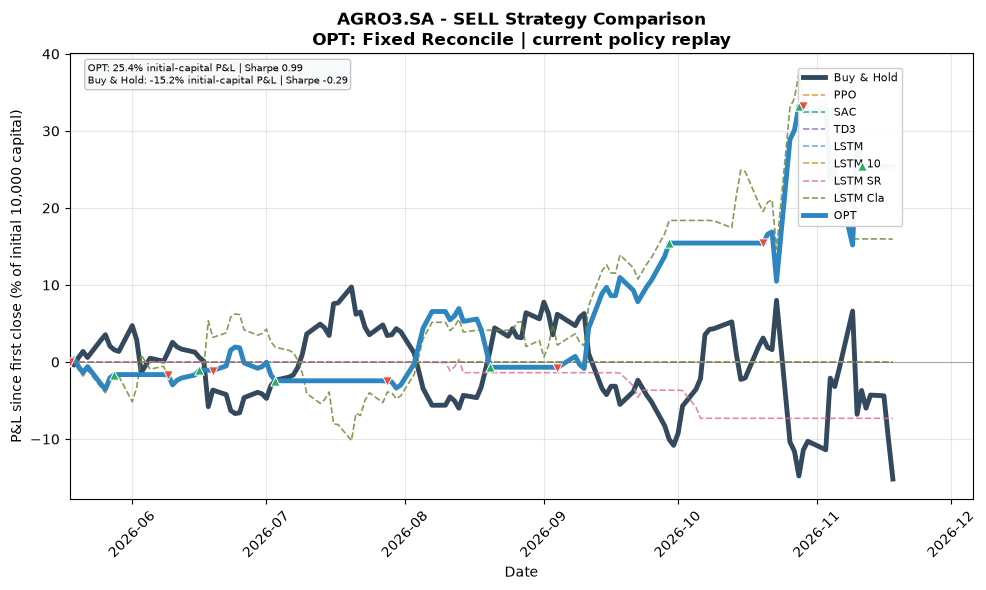 AGRO3.SA - SELL Strategy Comparison
OPT: Fixed Reconcile | current policy replay
OPT: 25.4% initial-capital P&L | Sharpe 0.99
Buy & Hold: -15.2% initial-capital P&L | Sharpe -0.29
Buy & Hold
PPO
SAC
TD3
LSTM
LSTM 10
LSTM SR
LSTM Cla
OPT
P&L since first close (% of initial 10,000 capital)
40
30
20
10
0
−10
2026-06
2026-07
2026-08
2026-09
2026-10
2026-11
2026-12
Date